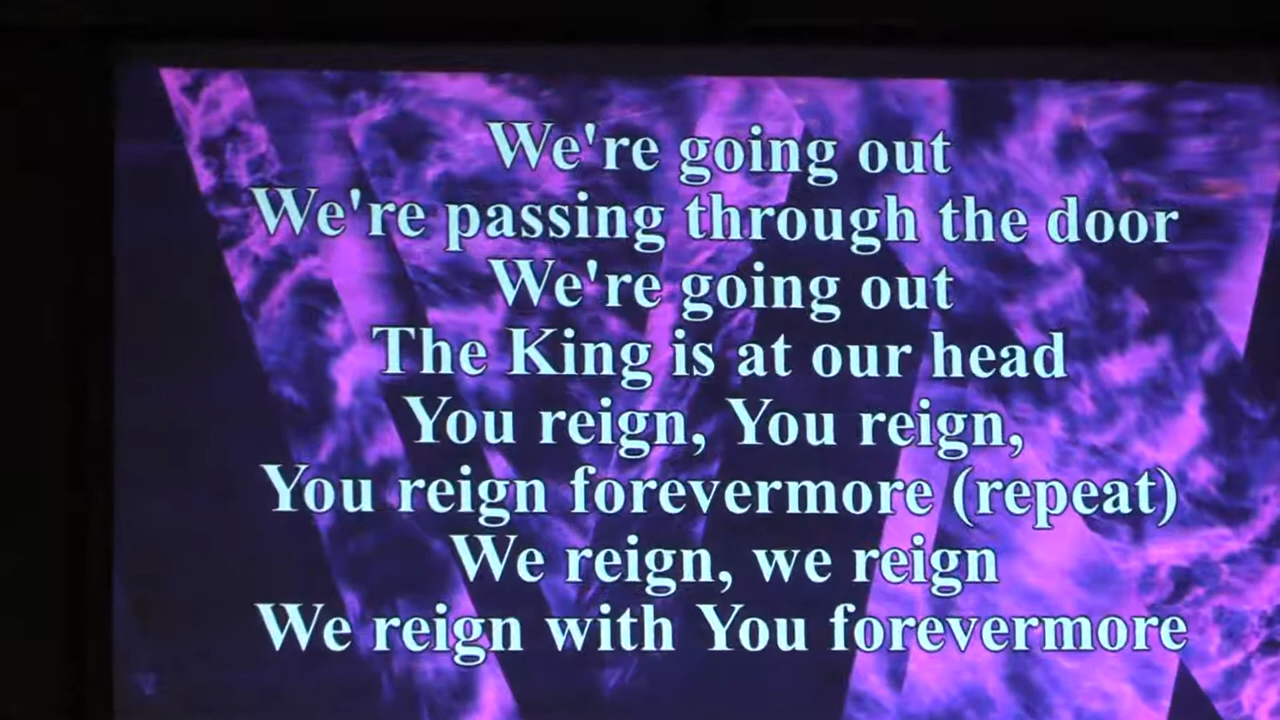 We're going out
We're passing through the door
We're going out
The King is at our head
You reign, You reign,
You reign forevermore (repeat)
We reign, we reign
We reign with You forevermore